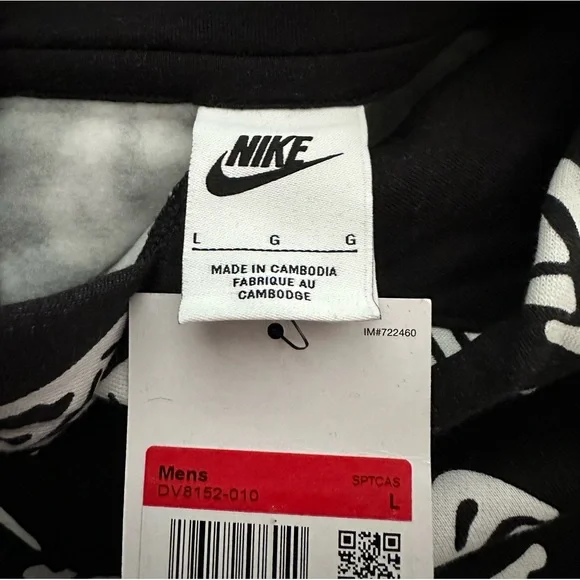 NIKE
L G G
MADE IN CAMBODIA
FABRIQUE AU
CAMBODGE
IM#722460
Mens SPTCAS
DV8152-010 L